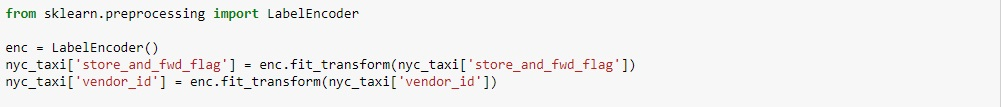 from sklearn.preprocessing import LabelEncoder
enc = LabelEncoder()
nyc_taxi['store_and_fwd_flag'] = enc.fit_transform(nyc_taxi['store_and_fwd_flag'])
nyc_taxi['vendor_id'] = enc.fit_transform(nyc_taxi['vendor_id'])